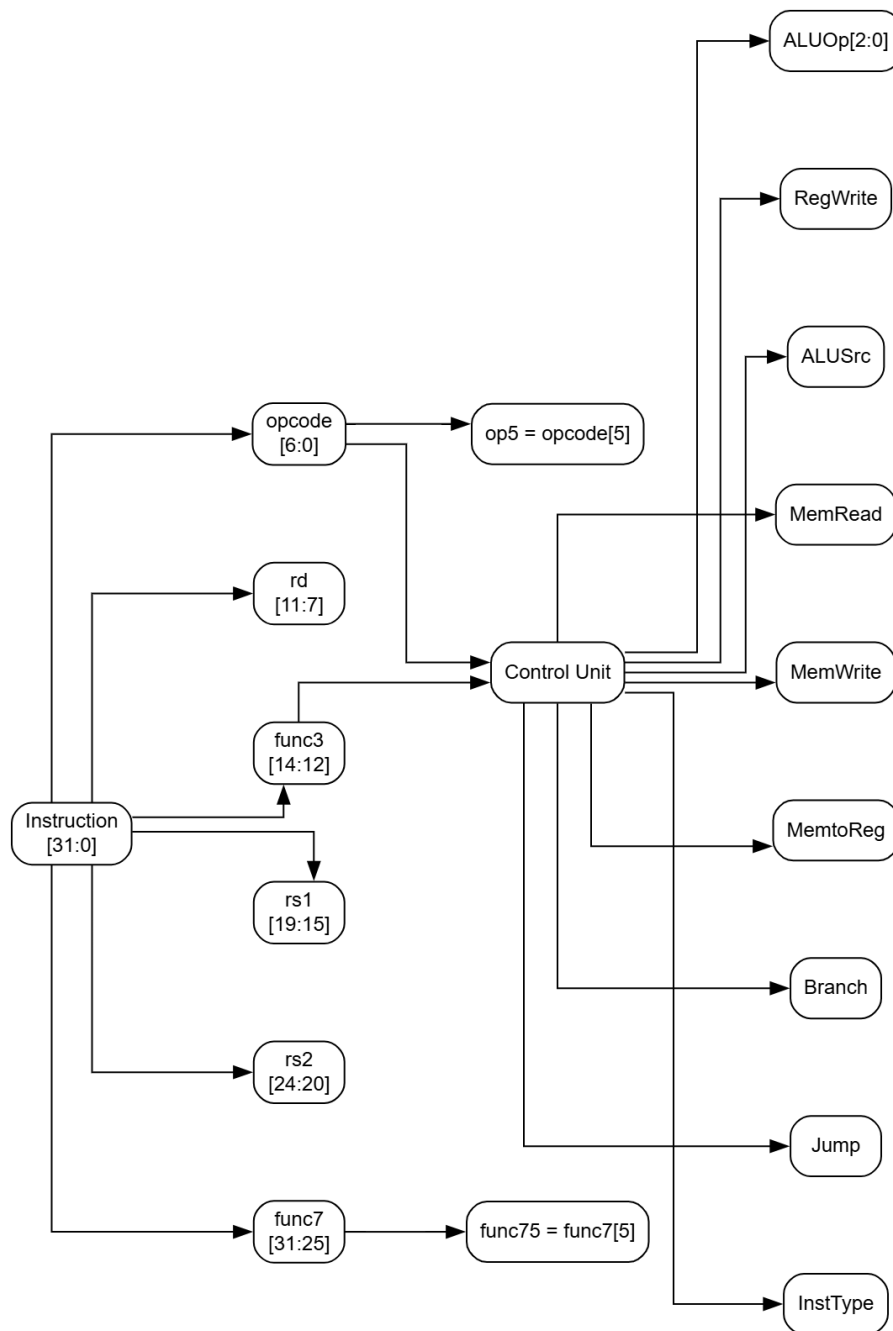 ALUOp[2:0]
RegWrite
ALUSrc
opcode
[6:0]
op5 = opcode[5]
MemRead
rd
[11:7]
Control Unit
MemWrite
func3
[14:12]
Instruction
[31:0]
MemtoReg
rs1
[19:15]
Branch
rs2
[24:20]
Jump
func7
[31:25]
func75 = func7[5]
InstType